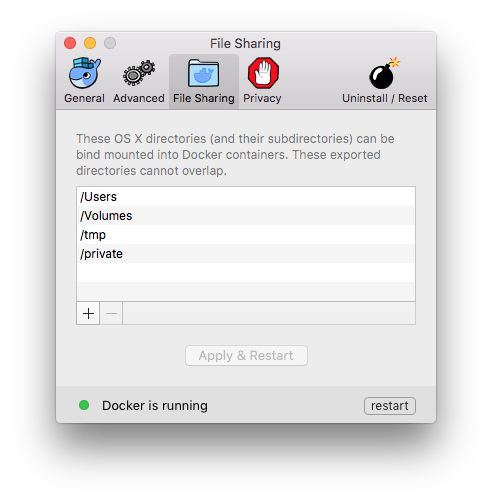 File Sharing
General Advanced File Sharing Privacy Uninstall / Reset
These OS X directories (and their subdirectories) can be
bind mounted into Docker containers. These exported
directories cannot overlap.
/Users
/Volumes
/tmp
/private
Apply & Restart
Docker is running restart